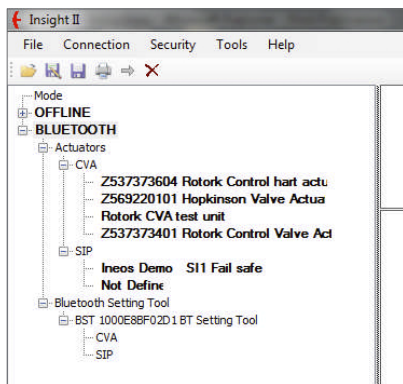 Insight II
File Connection Security Tools Help
Mode
OFFLINE
BLUETOOTH
Actuators
CVA
Z537373604 Rotork Control hart actu
Z569220101 Hopkinson Valve Actua
Rotork CVA test unit
Z537373401 Rotork Control Valve Act
SIP
Ineos Demo SI1 Fail safe
Not Define
Bluetooth Setting Tool
BST 1000E8BF02D1 BT Setting Tool
CVA
SIP